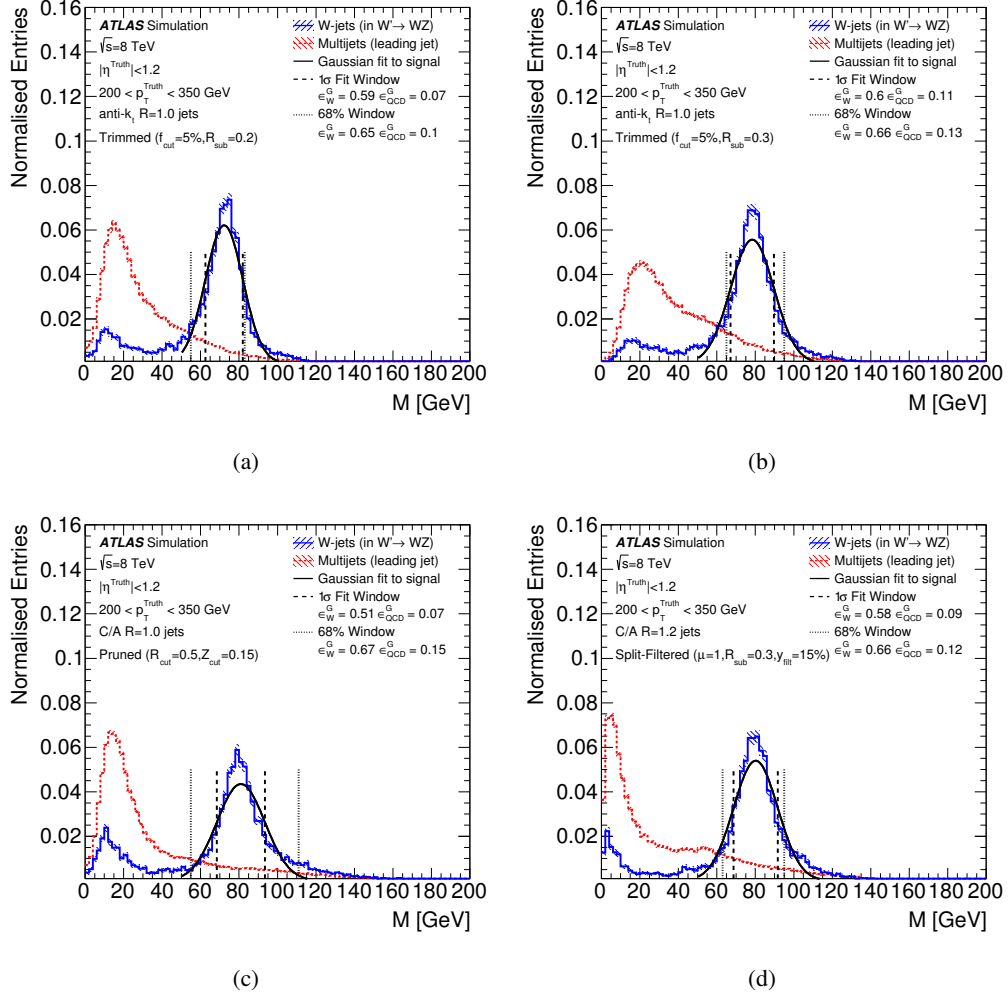 Normalised Entries
0.16
0.14
0.12
0.1
0.08
0.06
0.04
0.02
0 20 40 60 80 100 120 140 160 180 200
M [GeV]
ATLAS Simulation
√s=8 TeV
|η^Truth|<1.2
200 < p_T^Truth < 350 GeV
anti-k_t R=1.0 jets
Trimmed (f_cut=5%,R_sub=0.2)
W-jets (in W'→ WZ)
Multijets (leading jet)
Gaussian fit to signal
1σ Fit Window
ϵ_W^G = 0.59 ϵ_QCD^G = 0.07
68% Window
ϵ_W^G = 0.65 ϵ_QCD^G = 0.1
(a)
Normalised Entries
0.16
0.14
0.12
0.1
0.08
0.06
0.04
0.02
0 20 40 60 80 100 120 140 160 180 200
M [GeV]
ATLAS Simulation
√s=8 TeV
|η^Truth|<1.2
200 < p_T^Truth < 350 GeV
anti-k_t R=1.0 jets
Trimmed (f_cut=5%,R_sub=0.3)
W-jets (in W'→ WZ)
Multijets (leading jet)
Gaussian fit to signal
1σ Fit Window
ϵ_W^G = 0.6 ϵ_QCD^G = 0.11
68% Window
ϵ_W^G = 0.66 ϵ_QCD^G = 0.13
(b)
Normalised Entries
0.16
0.14
0.12
0.1
0.08
0.06
0.04
0.02
0 20 40 60 80 100 120 140 160 180 200
M [GeV]
ATLAS Simulation
√s=8 TeV
|η^Truth|<1.2
200 < p_T^Truth < 350 GeV
C/A R=1.0 jets
Pruned (R_cut=0.5,Z_cut=0.15)
W-jets (in W'→ WZ)
Multijets (leading jet)
Gaussian fit to signal
1σ Fit Window
ϵ_W^G = 0.51 ϵ_QCD^G = 0.07
68% Window
ϵ_W^G = 0.67 ϵ_QCD^G = 0.15
(c)
Normalised Entries
0.16
0.14
0.12
0.1
0.08
0.06
0.04
0.02
0 20 40 60 80 100 120 140 160 180 200
M [GeV]
ATLAS Simulation
√s=8 TeV
|η^Truth|<1.2
200 < p_T^Truth < 350 GeV
C/A R=1.2 jets
Split-Filtered (μ=1,R_sub=0.3,y_filt=15%)
W-jets (in W'→ WZ)
Multijets (leading jet)
Gaussian fit to signal
1σ Fit Window
ϵ_W^G = 0.58 ϵ_QCD^G = 0.09
68% Window
ϵ_W^G = 0.66 ϵ_QCD^G = 0.12
(d)